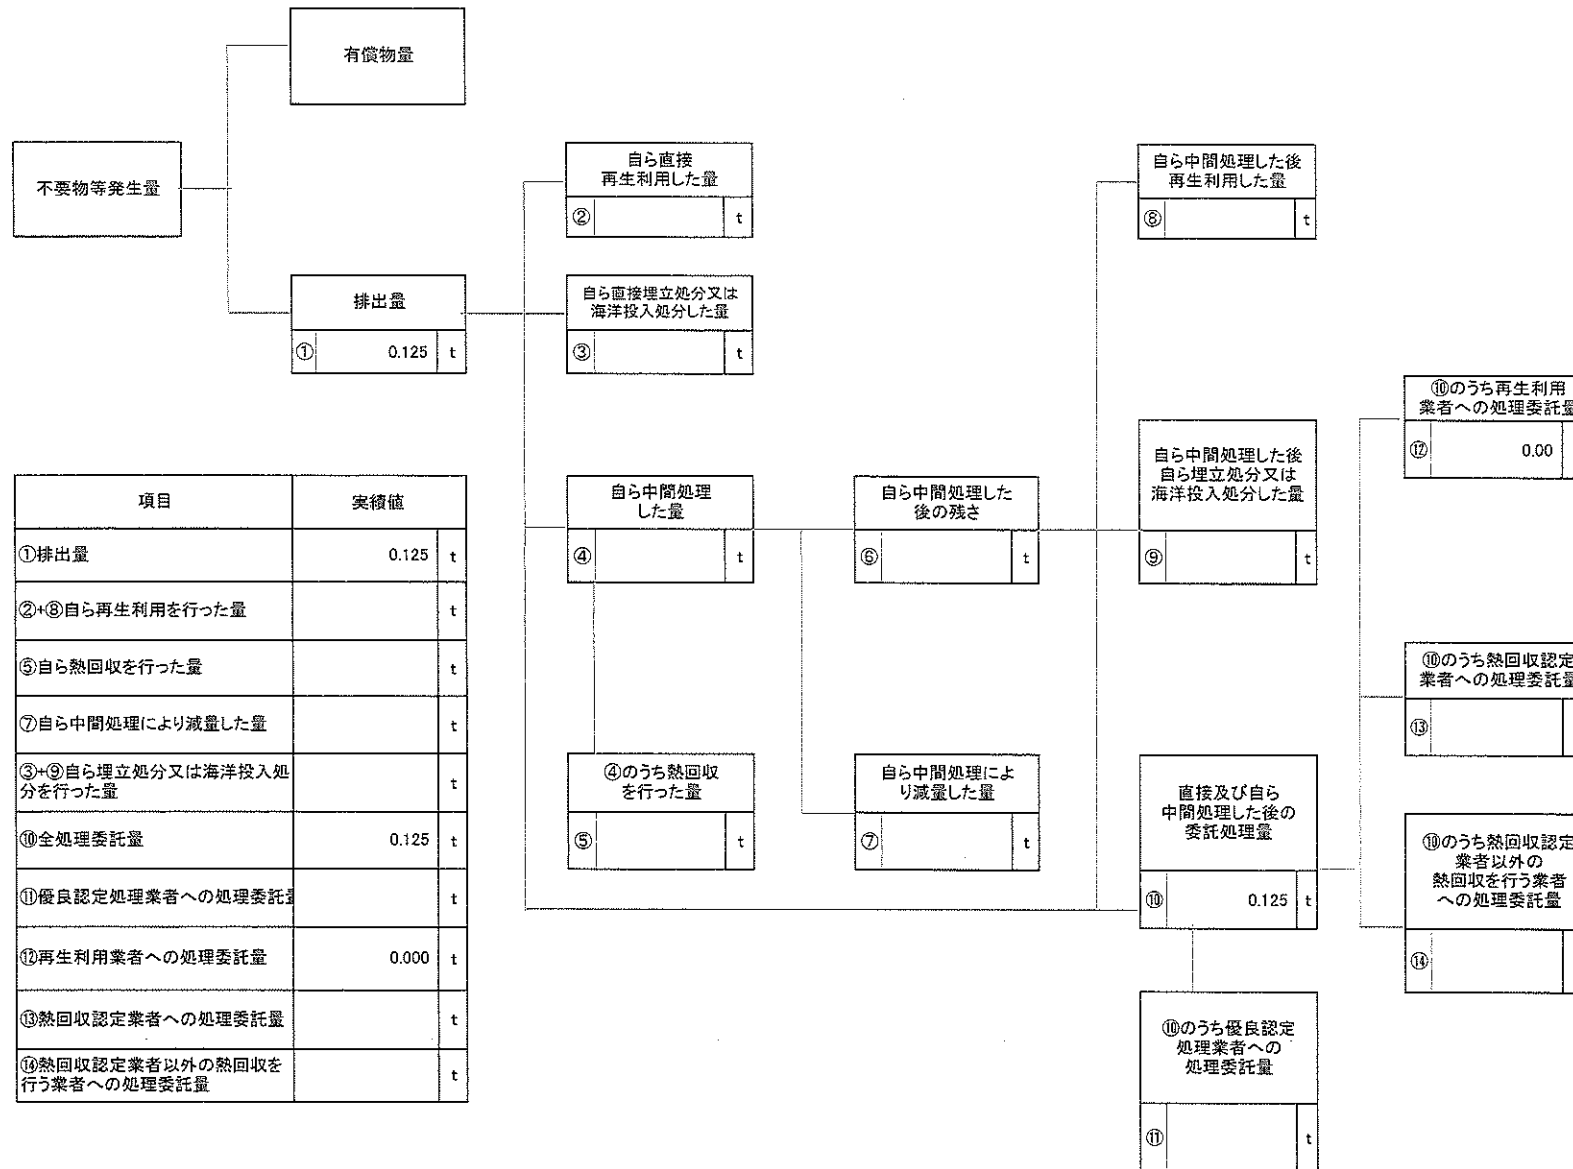 有償物量
不要物等発生量
排出量
① 0.125 t
自ら直接
再生利用した量
② t
自ら直接埋立処分又は
海洋投入処分した量
③ t
自ら中間処理
した量
④ t
④のうち熱回収
を行った量
⑤ t
自ら中間処理した
後の残さ
⑥ t
自ら中間処理によ
り減量した量
⑦ t
自ら中間処理した後
再生利用した量
⑧ t
自ら中間処理した後
自ら埋立処分又は
海洋投入処分した量
⑨ t
直接及び自ら
中間処理した後の
委託処理量
⑩ 0.125 t
⑩のうち優良認定
処理業者への
処理委託量
⑪ t
⑩のうち再生利用
業者への処理委託量
⑫ 0.00
⑩のうち熱回収認定
業者への処理委託量
⑬
⑩のうち熱回収認定
業者以外の
熱回収を行う業者
への処理委託量
⑭
項目 実績値
①排出量 0.125 t
②+⑧自ら再生利用を行った量 t
⑤自ら熱回収を行った量 t
⑦自ら中間処理により減量した量 t
③+⑨自ら埋立処分又は海洋投入処
分を行った量 t
⑩全処理委託量 0.125 t
⑪優良認定処理業者への処理委託量 t
⑫再生利用業者への処理委託量 0.000 t
⑬熱回収認定業者への処理委託量 t
⑭熱回収認定業者以外の熱回収を
行う業者への処理委託量 t